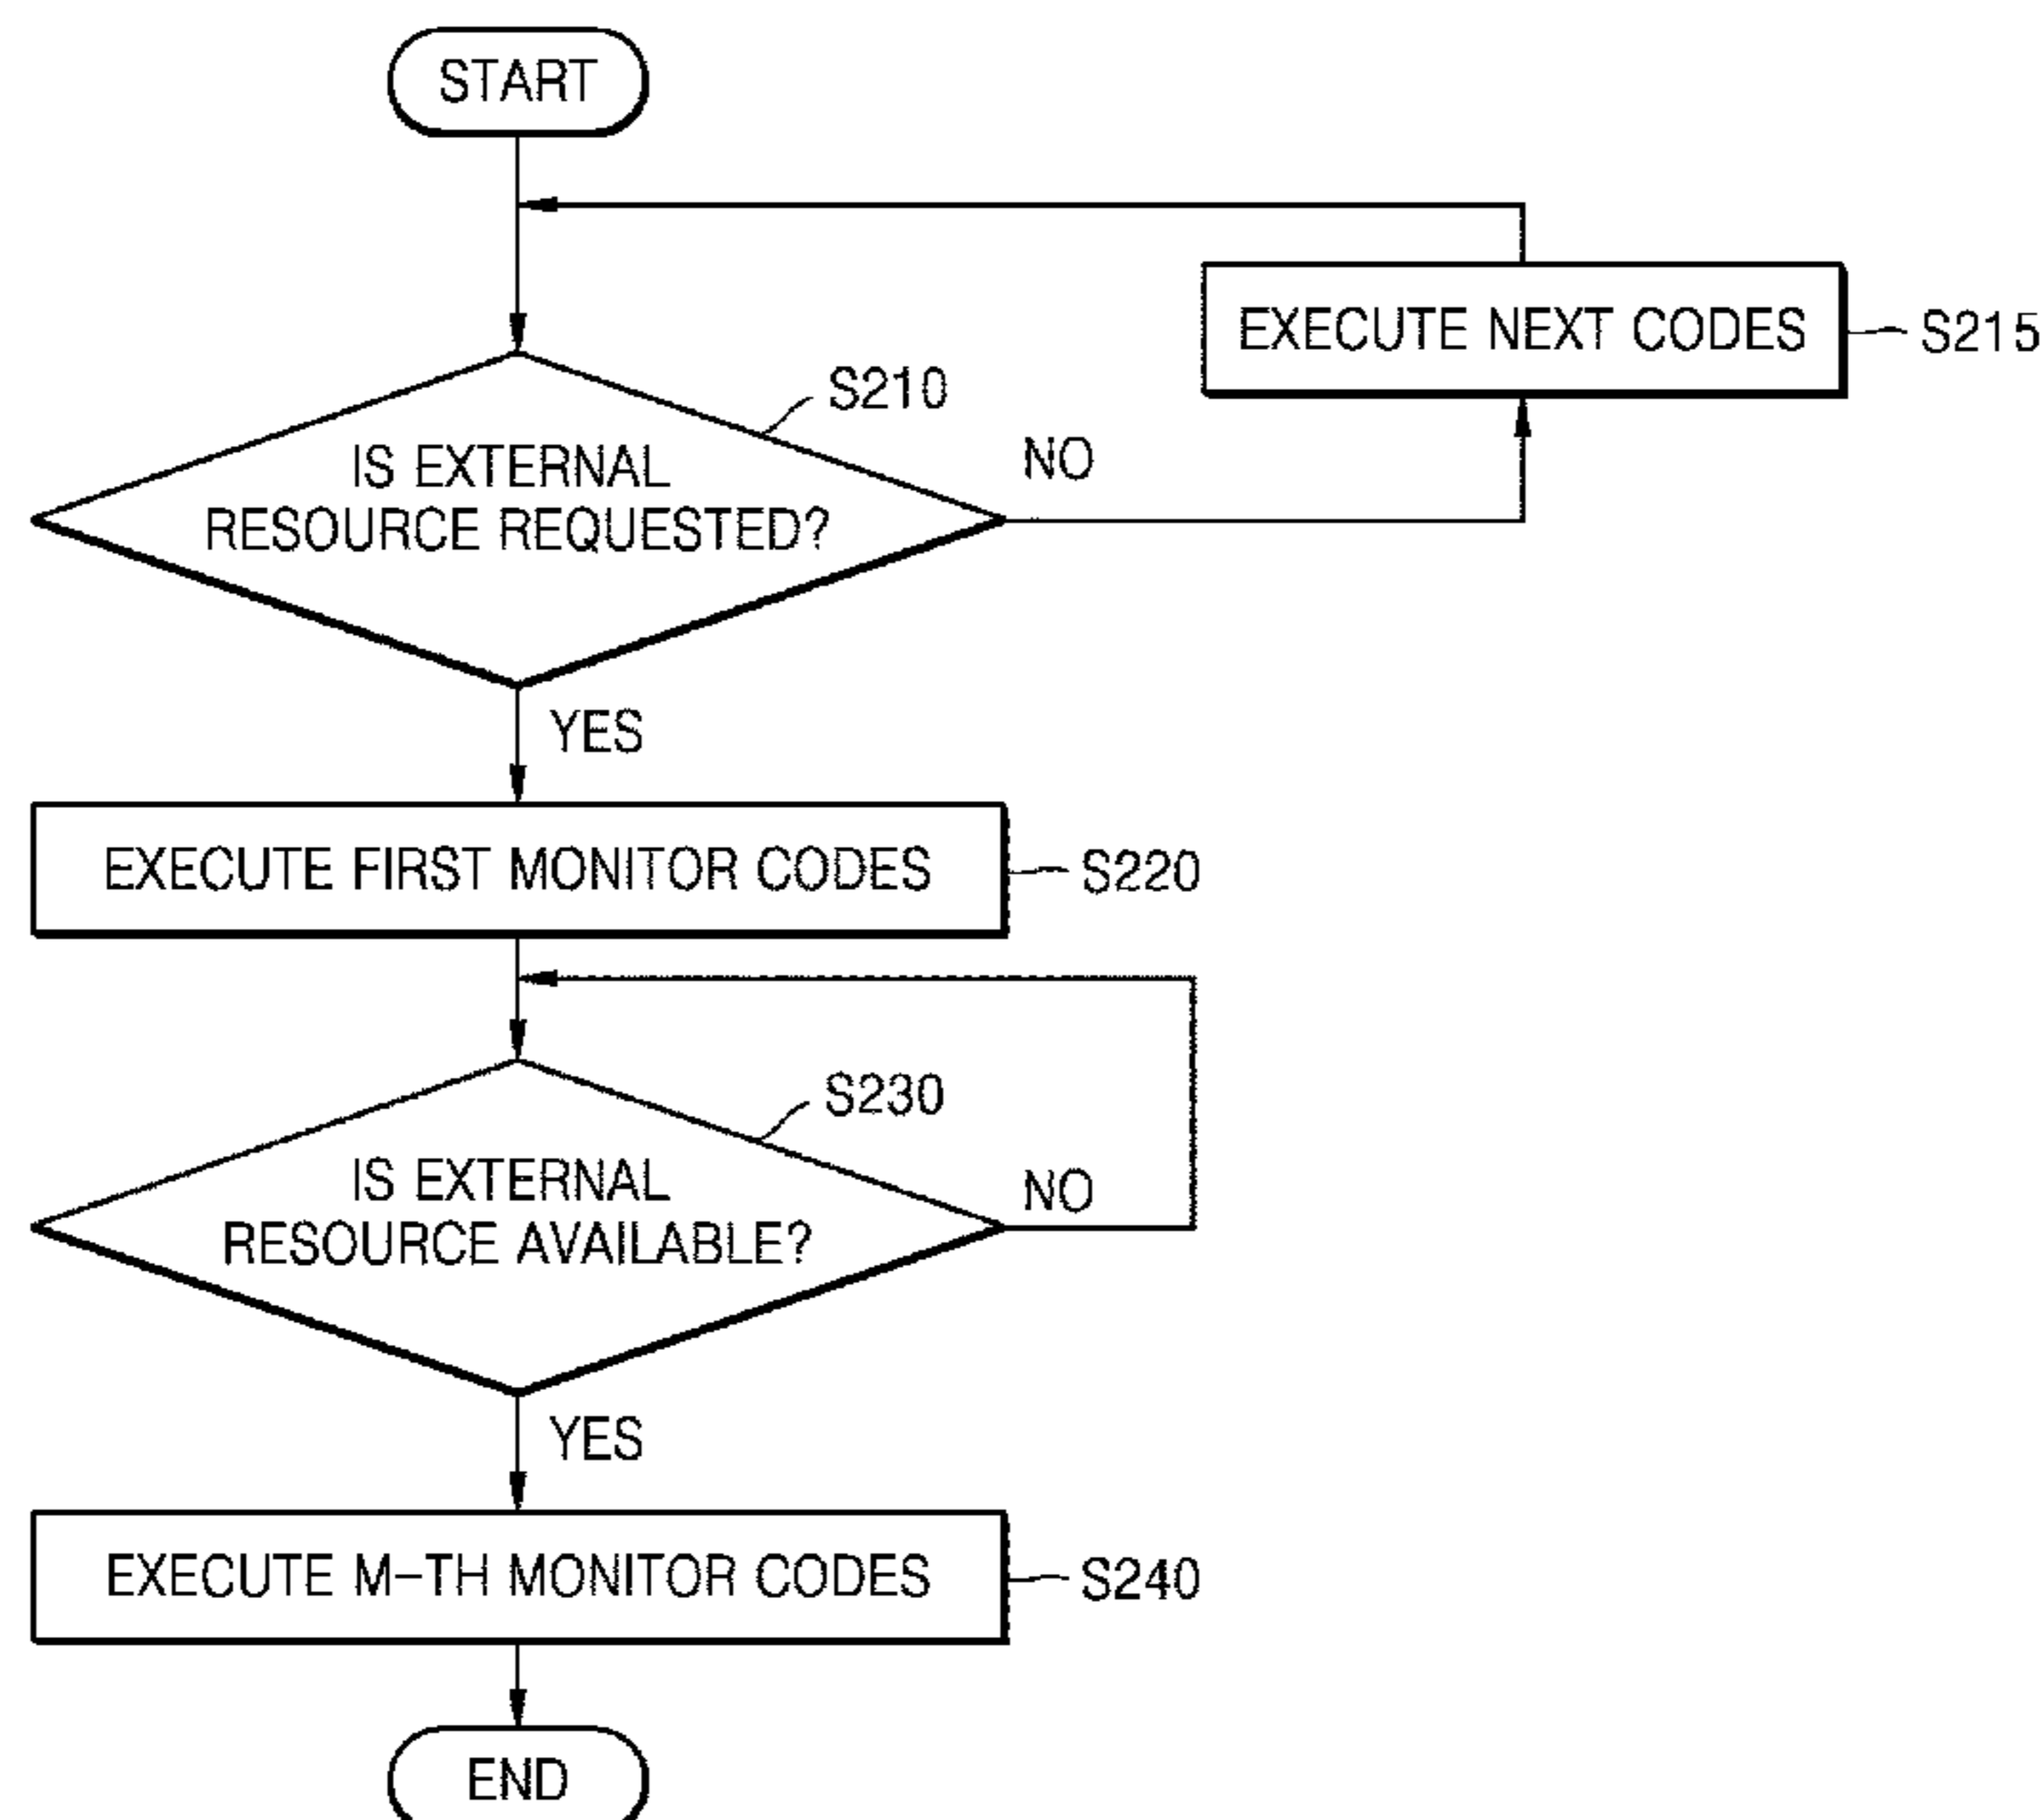 START
EXECUTE NEXT CODES
S215
S210
IS EXTERNAL
RESOURCE REQUESTED?
NO
YES
EXECUTE FIRST MONITOR CODES
S220
S230
IS EXTERNAL
RESOURCE AVAILABLE?
NO
YES
EXECUTE M-TH MONITOR CODES
S240
END